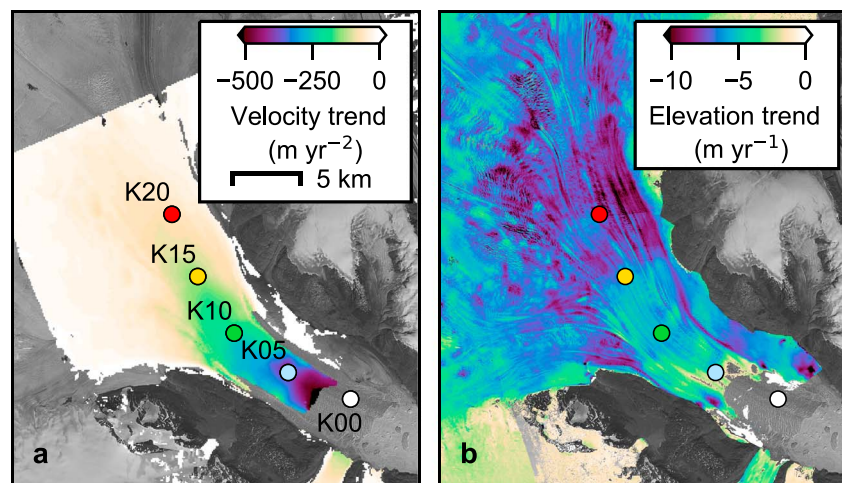 −500 −250 0
Velocity trend
(m yr−2)
5 km
K20
K15
K10
K05
K00
a
−10 −5 0
Elevation trend
(m yr−1)
b